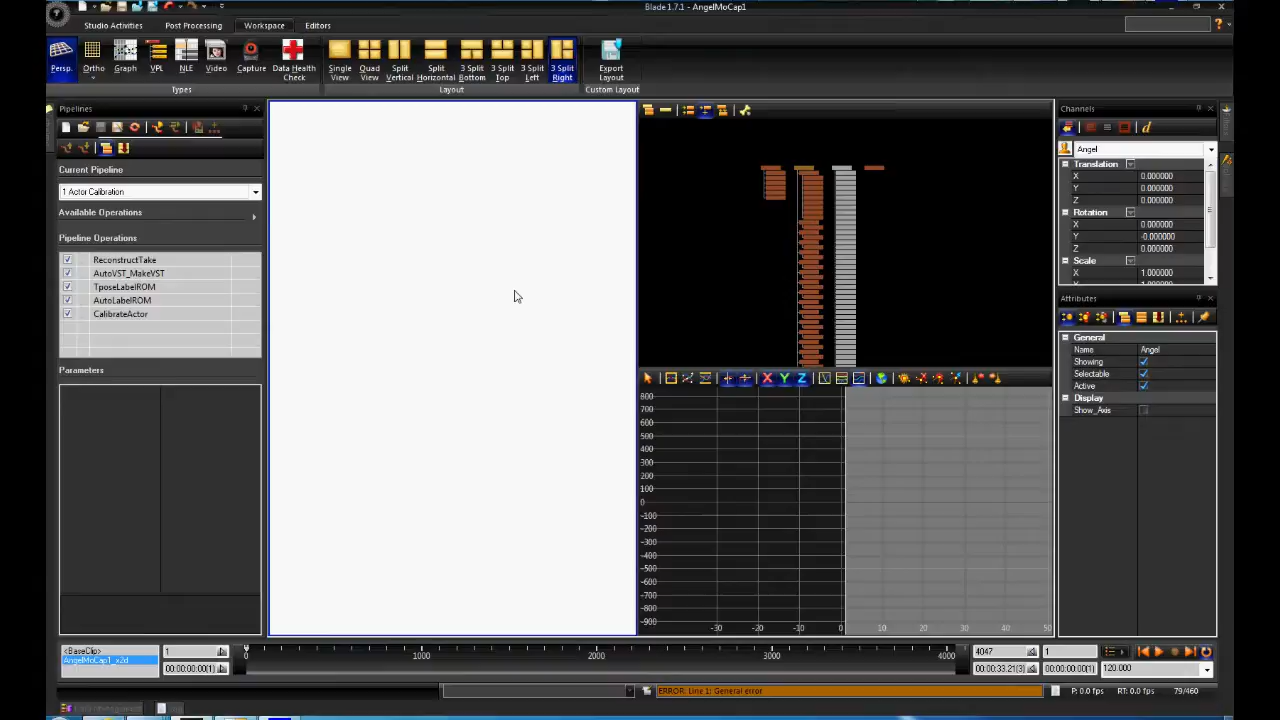 Blade 1.7.1 - AngelMoCap1
Studio Activities Post Processing Workspace Editors
Persp. Ortho Graph VPL NLE Video Capture Data Health Check
Single View Quad View Split Vertical Split Horizontal 3 Split Bottom 3 Split Top 3 Split Left 3 Split Right Export Layout
Types Layout Custom Layout
Pipelines
Current Pipeline
1 Actor Calibration
Available Operations
Pipeline Operations
ReconstructTake
AutoVST_MakeVST
TposeLabelROM
AutoLabelROM
CalibrateActor
Parameters
X Y Z
800
700
600
500
400
300
200
100
0
-100
-200
-300
-400
-500
-600
-700
-800
-900
-30 -20 -10 0 10 20 30 40 50
Channels
Angel
Translation
X 0.000000
Y 0.000000
Z 0.000000
Rotation
X 0.000000
Y -0.000000
Z 0.000000
Scale
X 1.000000
Attributes
General
Name Angel
Showing
Selectable
Active
Display
Show_Axis
<BaseClip>
AngelMoCap1_x2d
1
00:00:00:00(1)
0 1000 2000 3000 4000
4047 1
00:00:33.21(3) 00:00:00:00(1)
120.000
ERROR: Line 1: General error
P: 0.0 fps RT: 0.0 fps 79/460